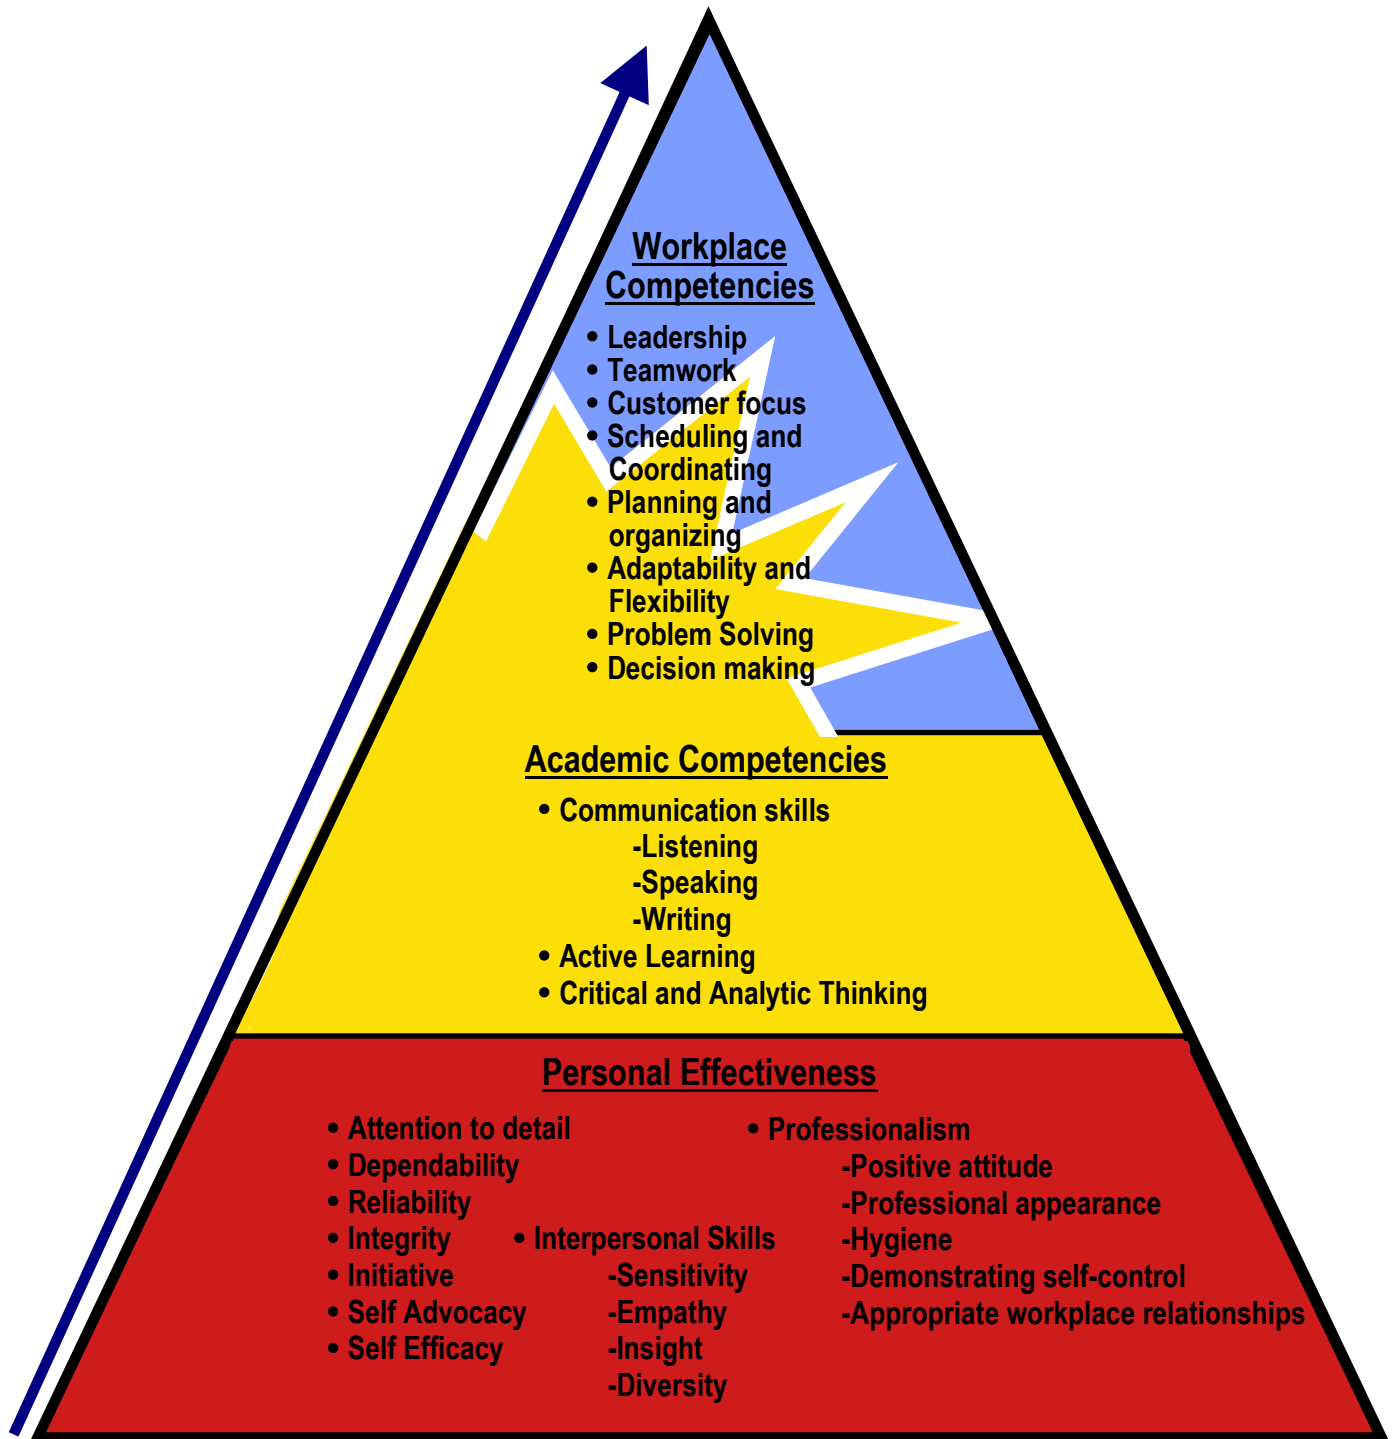 Workplace
Competencies
• Leadership
• Teamwork
• Customer focus
• Scheduling and
Coordinating
• Planning and
organizing
• Adaptability and
Flexibility
• Problem Solving
• Decision making
Academic Competencies
• Communication skills
-Listening
-Speaking
-Writing
• Active Learning
• Critical and Analytic Thinking
Personal Effectiveness
• Attention to detail
• Dependability
• Reliability
• Integrity
• Initiative
• Self Advocacy
• Self Efficacy
• Interpersonal Skills
-Sensitivity
-Empathy
-Insight
-Diversity
• Professionalism
-Positive attitude
-Professional appearance
-Hygiene
-Demonstrating self-control
-Appropriate workplace relationships